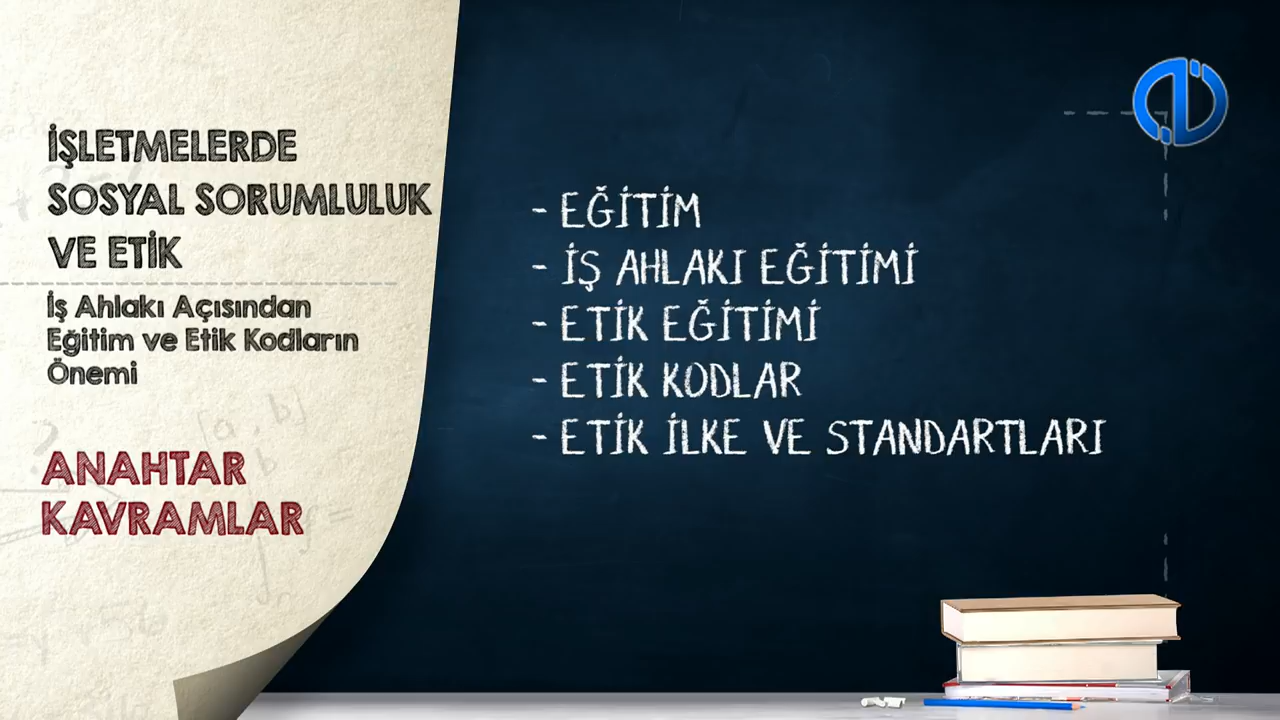 İŞLETMELERDE
SOSYAL SORUMLULUK
VE ETİK
İş Ahlakı Açısından
Eğitim ve Etik Kodların
Önemi
ANAHTAR
KAVRAMLAR
- EĞİTİM
- İŞ AHLAKI EĞİTİMİ
- ETİK EĞİTİMİ
- ETİK KODLAR
- ETİK İLKE VE STANDARTLARI